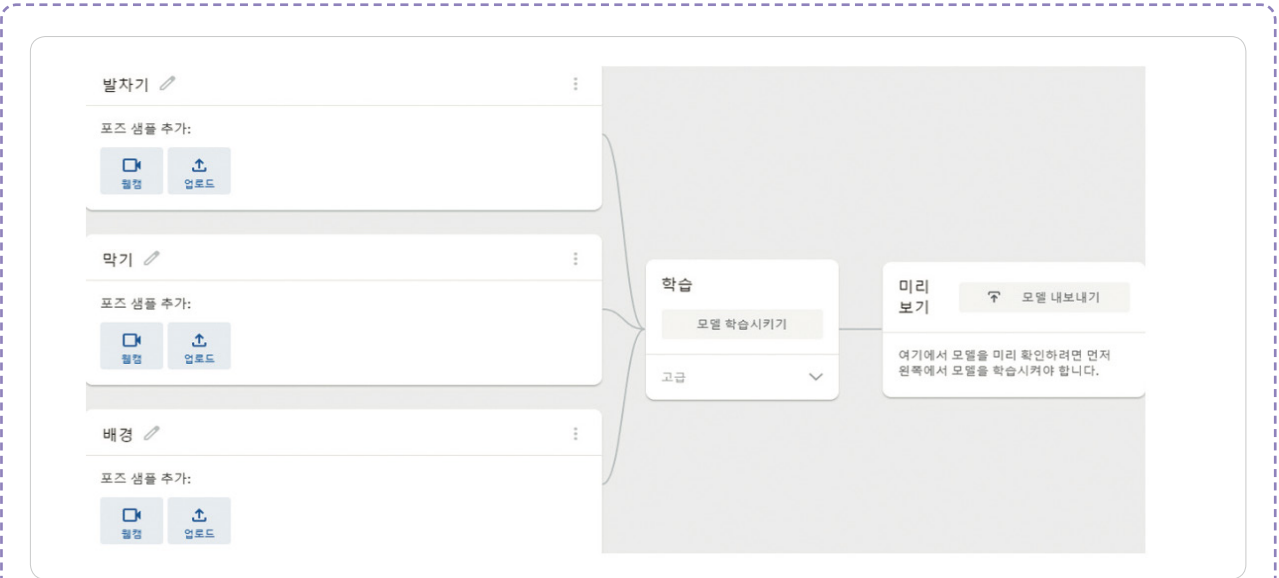 발차기
포즈 샘플 추가:
웹캠 업로드
막기
포즈 샘플 추가:
웹캠 업로드
배경
포즈 샘플 추가:
웹캠 업로드
학습
모델 학습시키기
고급
미리
보기
모델 내보내기
여기에서 모델을 미리 확인하려면 먼저
왼쪽에서 모델을 학습시켜야 합니다.